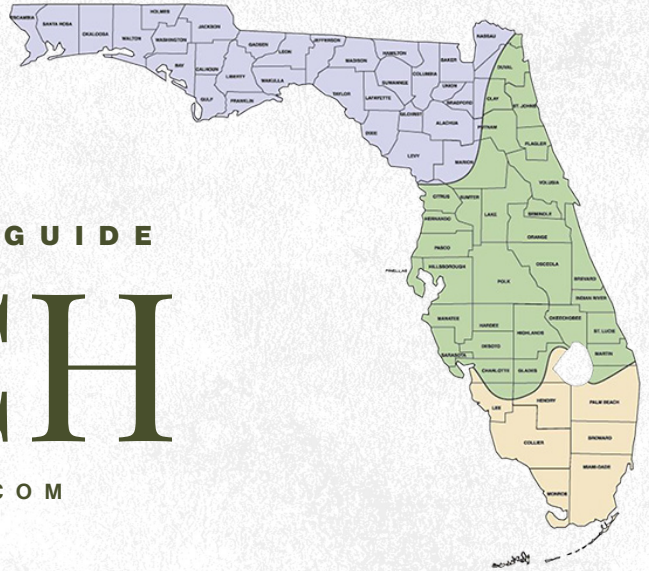 GUIDE
CH
COM
ESCAMBIA
SANTA ROSA
OKALOOSA
WALTON
HOLMES
WASHINGTON
JACKSON
BAY
CALHOUN
GULF
GADSDEN
LIBERTY
FRANKLIN
LEON
WAKULLA
JEFFERSON
MADISON
TAYLOR
HAMILTON
SUWANNEE
LAFAYETTE
DIXIE
COLUMBIA
GILCHRIST
LEVY
BAKER
UNION
BRADFORD
ALACHUA
MARION
NASSAU
DUVAL
CLAY
ST. JOHNS
PUTNAM
FLAGLER
VOLUSIA
CITRUS
SUMTER
LAKE
SEMINOLE
HERNANDO
ORANGE
PASCO
PINELLAS
HILLSBOROUGH
POLK
OSCEOLA
BREVARD
INDIAN RIVER
MANATEE
HARDEE
HIGHLANDS
OKEECHOBEE
ST. LUCIE
DESOTO
SARASOTA
MARTIN
CHARLOTTE
GLADES
LEE
HENDRY
PALM BEACH
COLLIER
BROWARD
MIAMI-DADE
MONROE